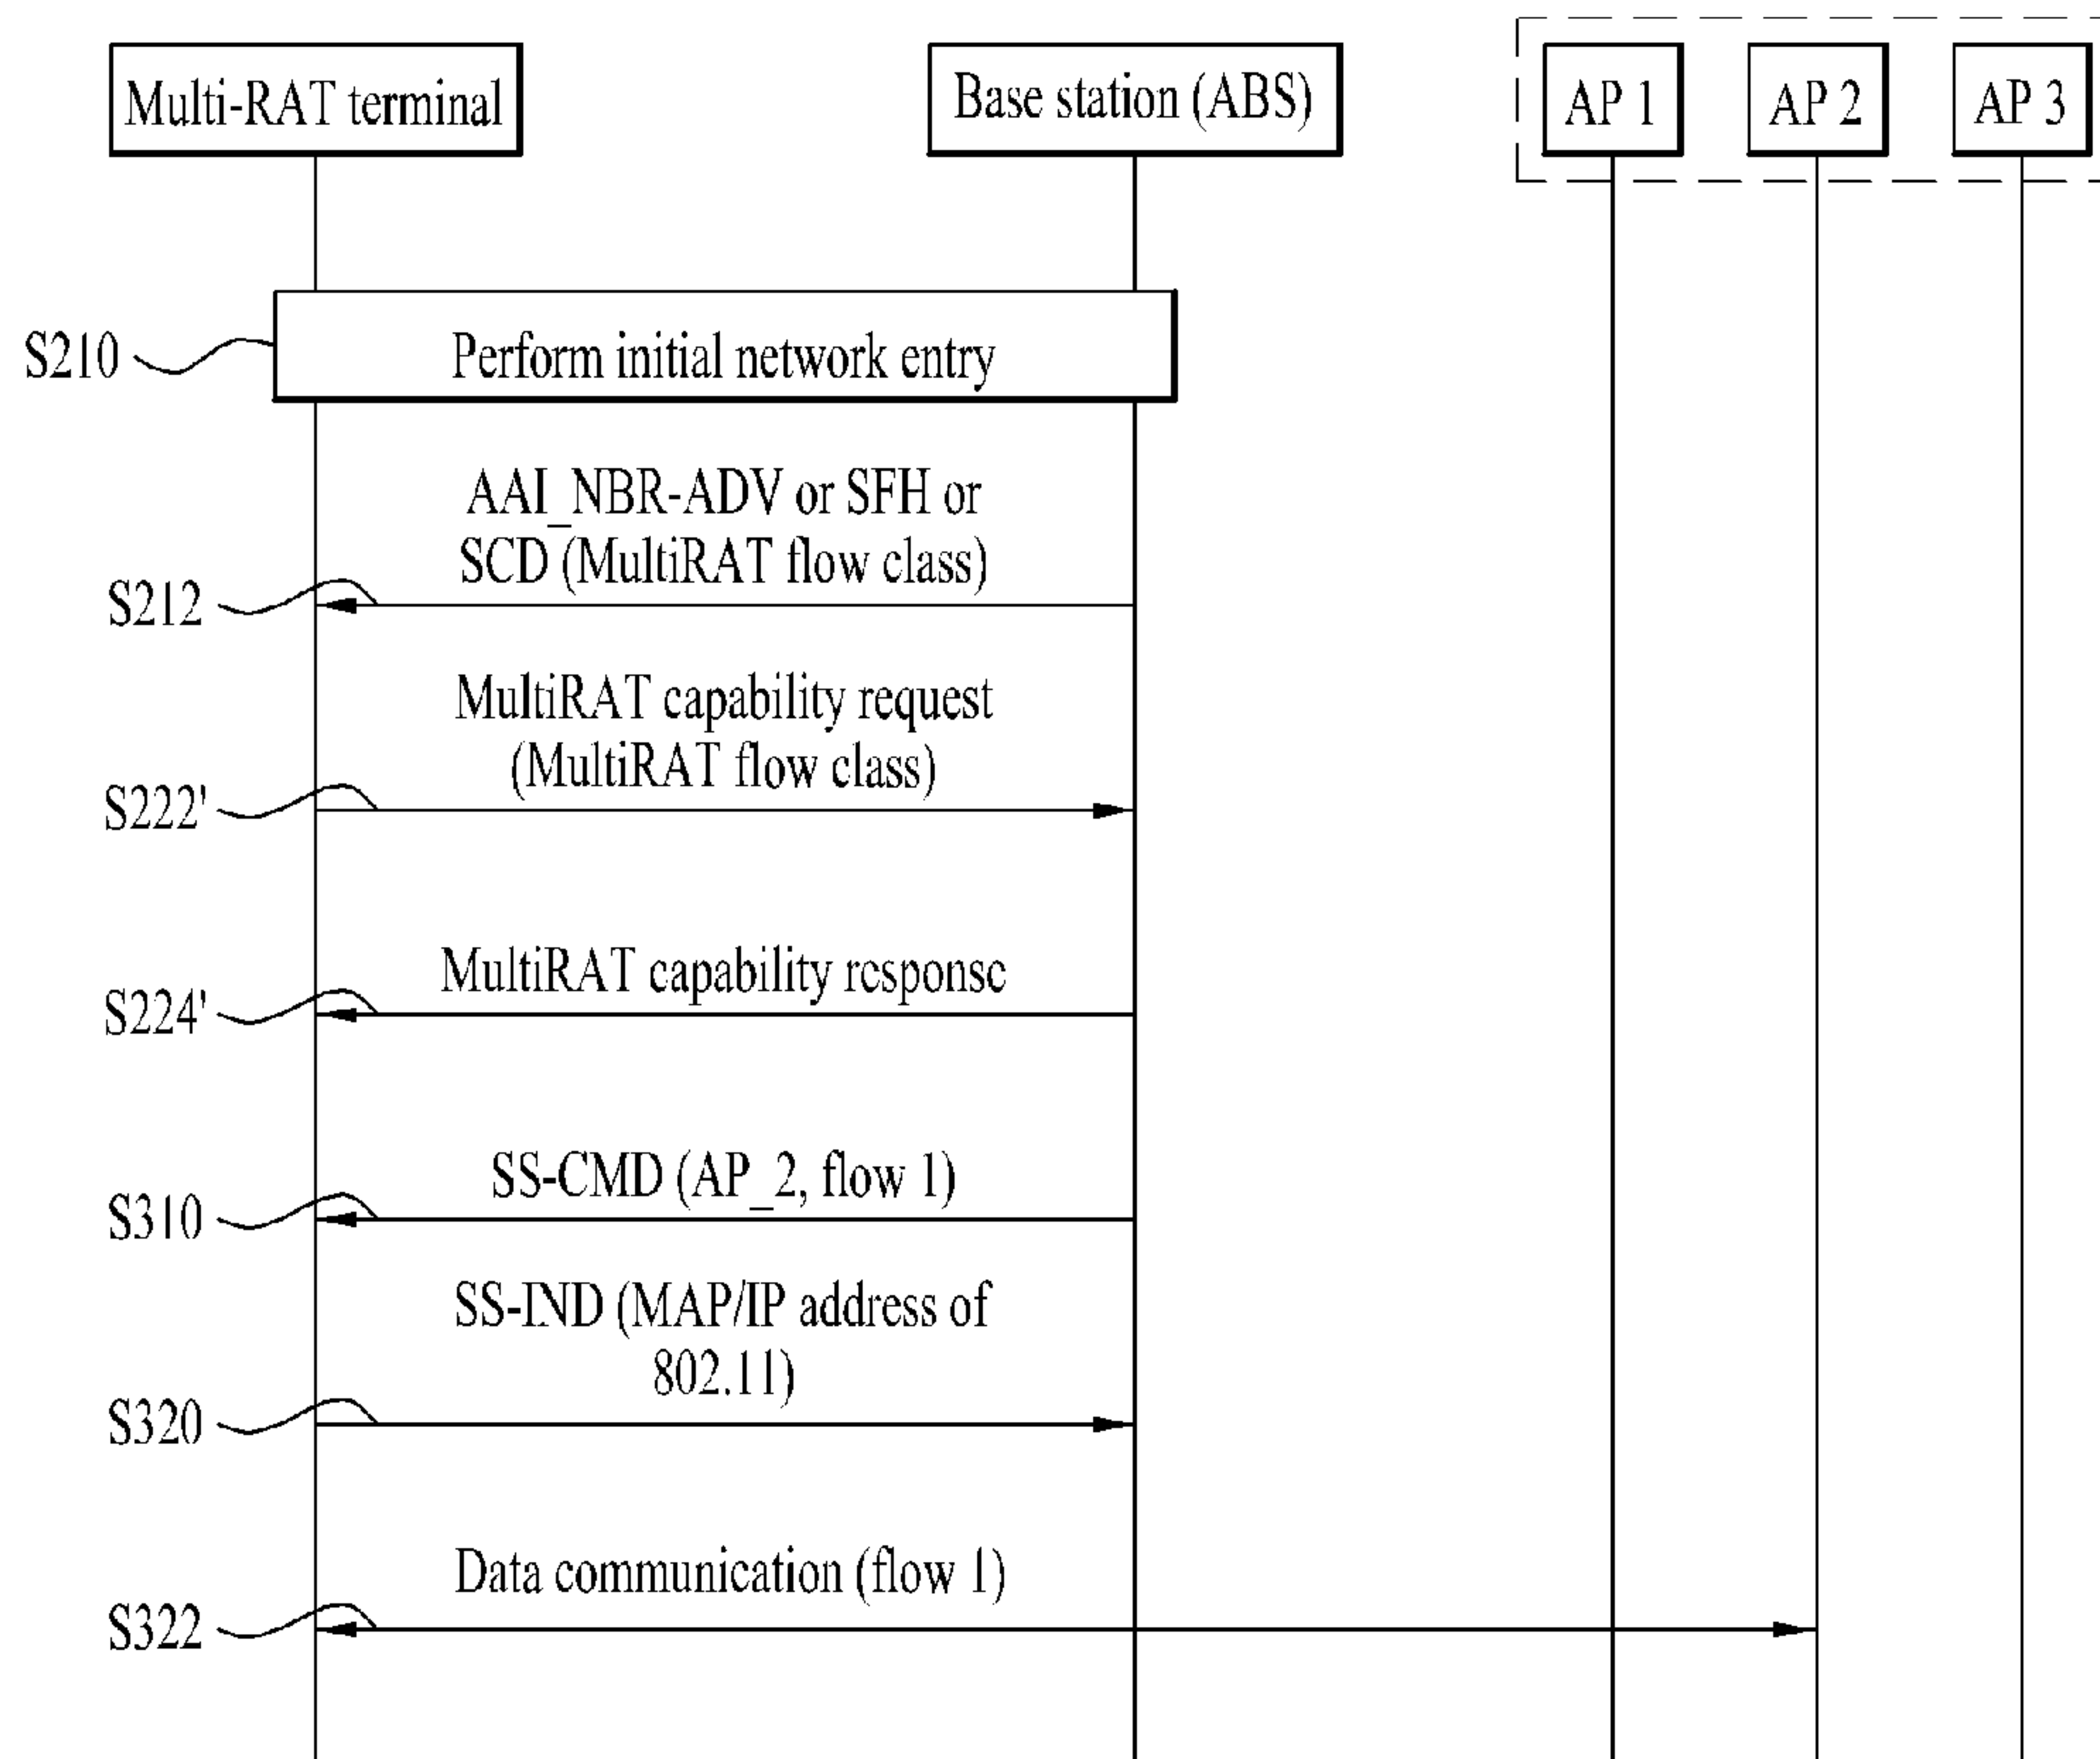 Multi-RAT terminal
Base station (ABS)
AP 1
AP 2
AP 3
S210
Perform initial network entry
AAI_NBR-ADV or SFH or
SCD (MultiRAT flow class)
S212
MultiRAT capability request
(MultiRAT flow class)
S222'
MultiRAT capability response
S224'
SS-CMD (AP_2, flow 1)
S310
SS-IND (MAP/IP address of
802.11)
S320
Data communication (flow 1)
S322